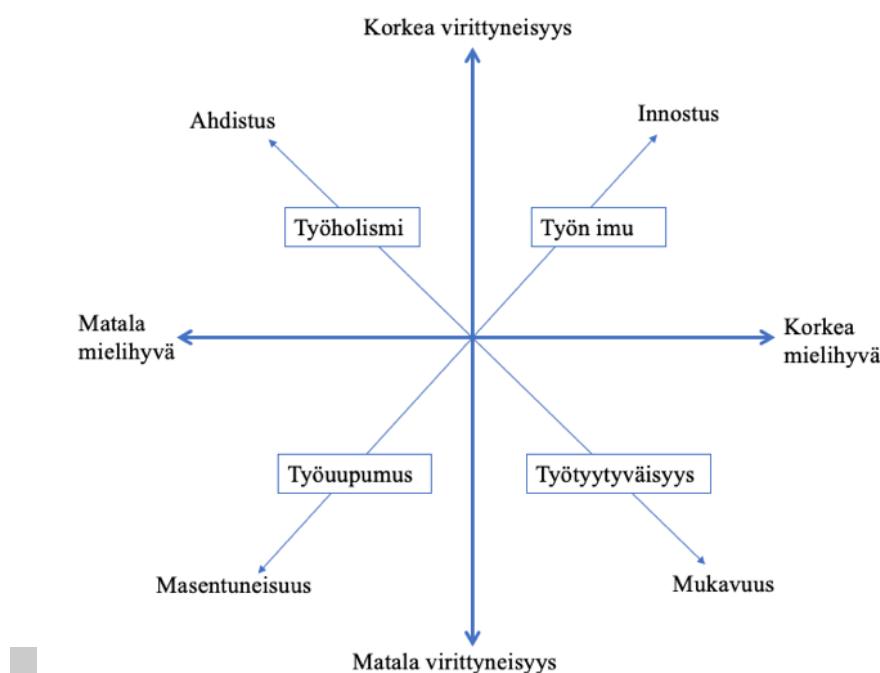 Korkea virittyneisyys
Ahdistus
Innostus
Työholismi
Työn imu
Matala
mielihyvä
Korkea
mielihyvä
Työuupumus
Työtyytyväisyys
Masentuneisuus
Mukavuus
Matala virittyneisyys